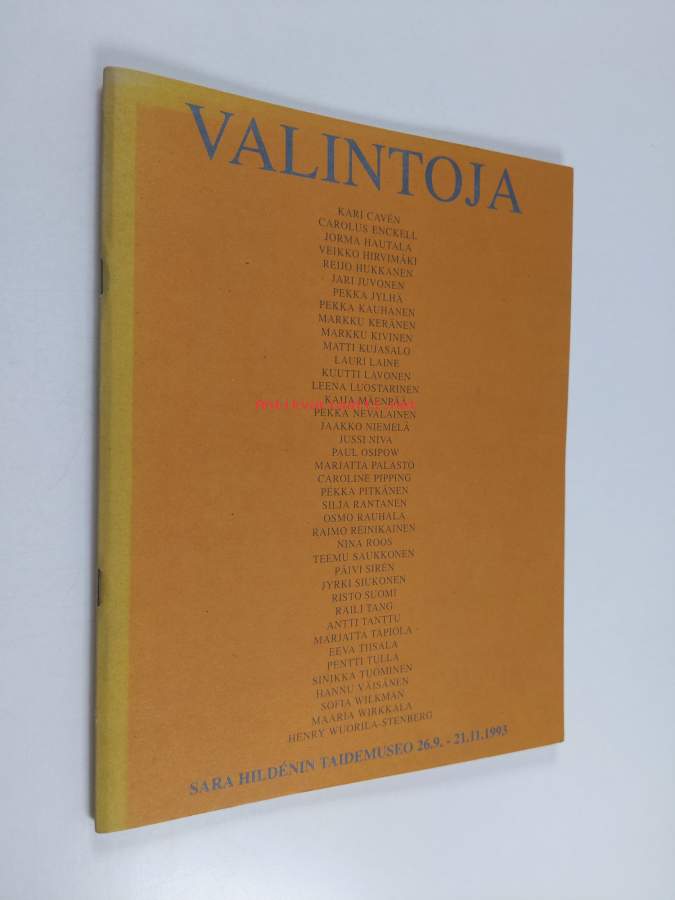 VALINTOJA
KARI CAVÉN
CAROLUS ENCKELL
JORMA HAUTALA
VEIKKO HIRVIMÄKI
REIJO HUKKANEN
JARI JUVONEN
PEKKA JYLHÄ
PEKKA KAUHANEN
MARKKU KERÄNEN
MARKKU KIVINEN
MATTI KUJASALO
LAURI LAINE
KUUTTI LAVONEN
LEENA LUOSTARINEN
KAIJA MÄENPÄÄ
PEKKA NEVALAINEN
JAAKKO NIEMELÄ
JUSSI NIVA
PAUL OSIPOW
MARJATTA PALASTO
CAROLINE PIPPING
PEKKA PITKÄNEN
SILJA RANTANEN
OSMO RAUHALA
RAIMO REINIKAINEN
NINA ROOS
TEEMU SAUKKONEN
PÄIVI SIREN
JYRKI SIUKONEN
RISTO SUOMI
RAILI TANG
ANTTI TANTTU
MARJATTA TAPIOLA
EEVA TIISALA
PENTTI TULLA
SINIKKA TUOMINEN
HANNU VÄISÄNEN
SOFIA WILKMAN
MAARIA WIRKKALA
HENRY WUORILA-STENBERG
SARA HILDÉNIN TAIDEMUSEO 26.9. - 21.11.1993